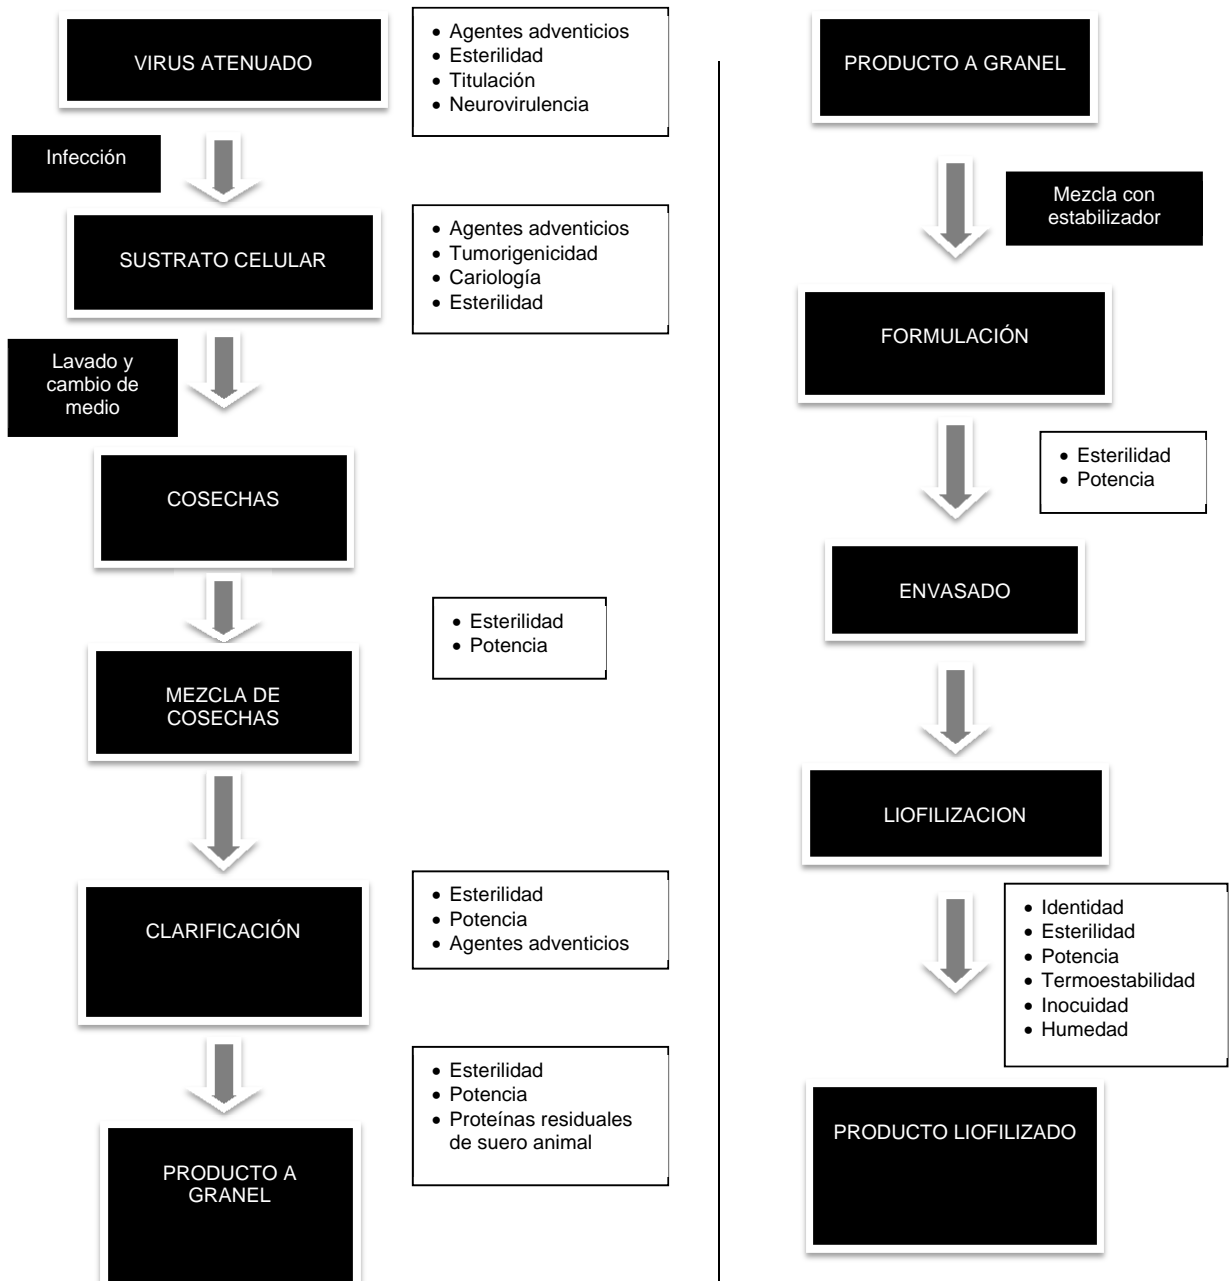 VIRUS ATENUADO
• Agentes adventicios
• Esterilidad
• Titulación
• Neurovirulencia
Infección
SUSTRATO CELULAR
• Agentes adventicios
• Tumorigenicidad
• Cariología
• Esterilidad
Lavado y
cambio de
medio
COSECHAS
• Esterilidad
• Potencia
MEZCLA DE
COSECHAS
CLARIFICACIÓN
• Esterilidad
• Potencia
• Agentes adventicios
• Esterilidad
• Potencia
• Proteínas residuales
de suero animal
PRODUCTO A
GRANEL
PRODUCTO A GRANEL
Mezcla con
estabilizador
FORMULACIÓN
• Esterilidad
• Potencia
ENVASADO
LIOFILIZACION
• Identidad
• Esterilidad
• Potencia
• Termoestabilidad
• Inocuidad
• Humedad
PRODUCTO LIOFILIZADO